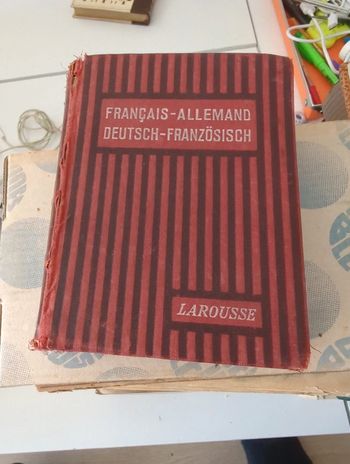 FRANÇAIS-ALLEMAND
DEUTSCH-FRANZÖSISCH
LAROUSSE